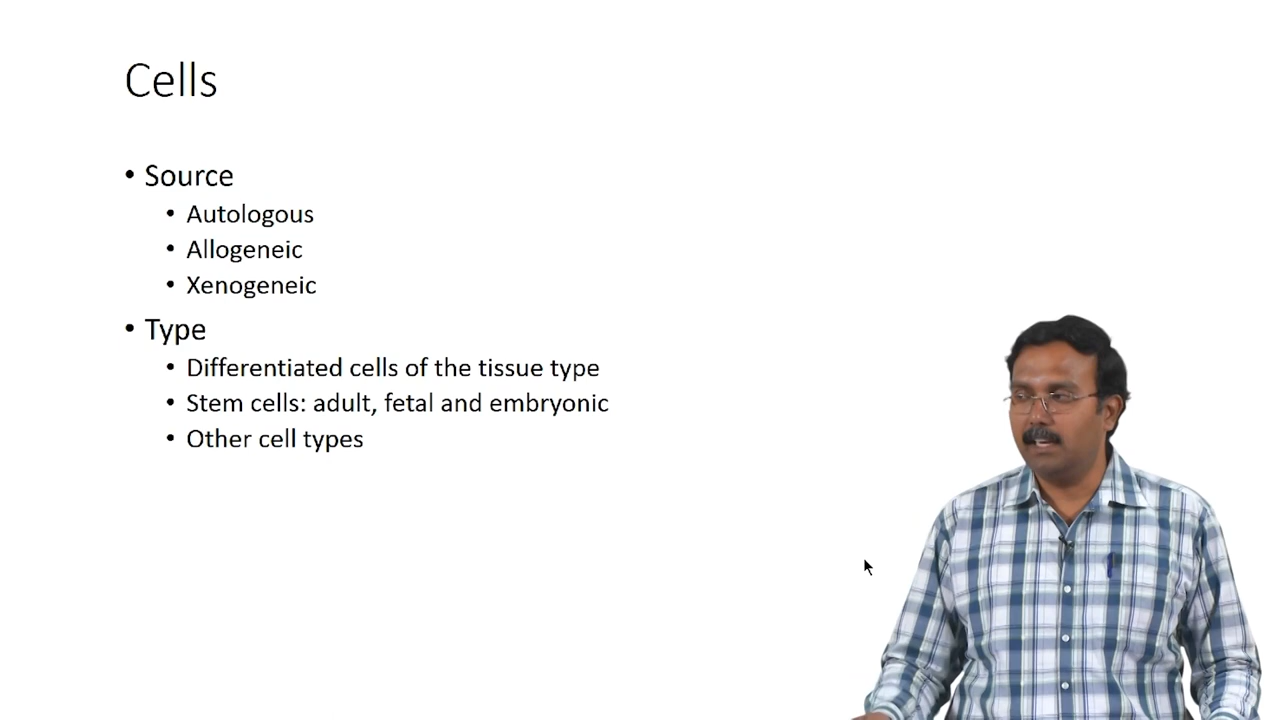 Cells
• Source
• Autologous
• Allogeneic
• Xenogeneic
• Type
• Differentiated cells of the tissue type
• Stem cells: adult, fetal and embryonic
• Other cell types